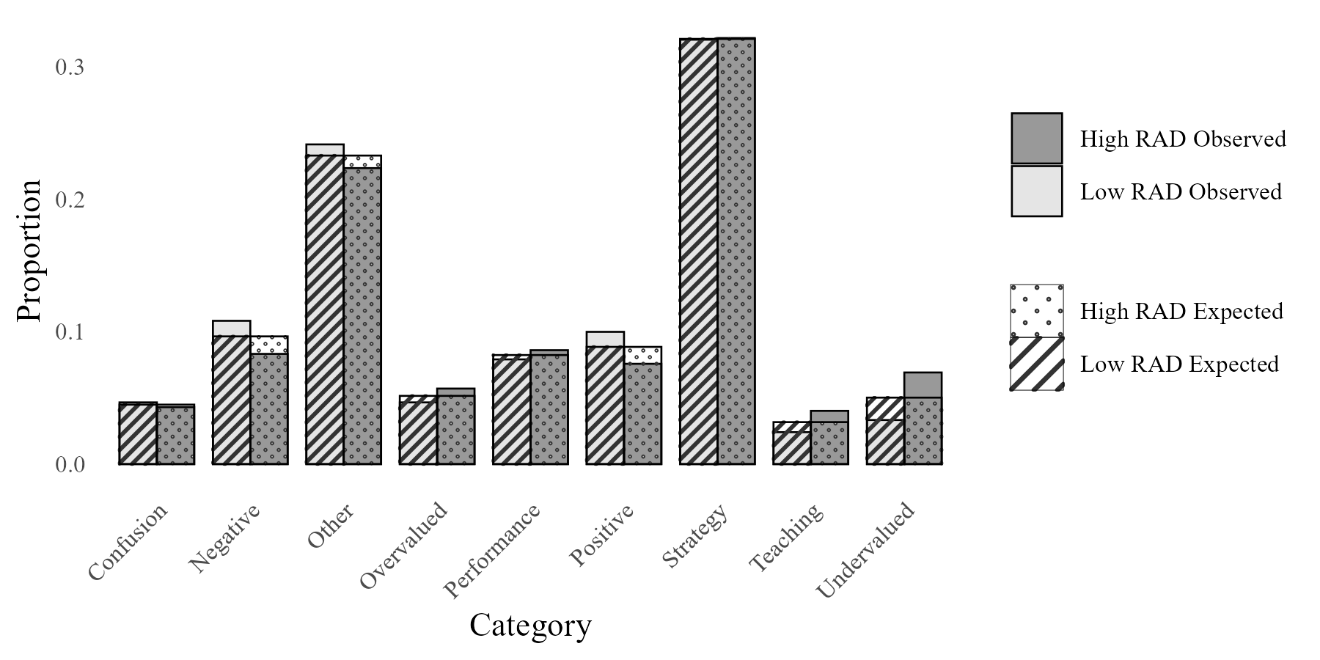 Proportion
0.3
0.2
0.1
0.0
Confusion
Negative
Other
Overvalued
Performance
Positive
Strategy
Teaching
Undervalued
Category
High RAD Observed
Low RAD Observed
High RAD Expected
Low RAD Expected